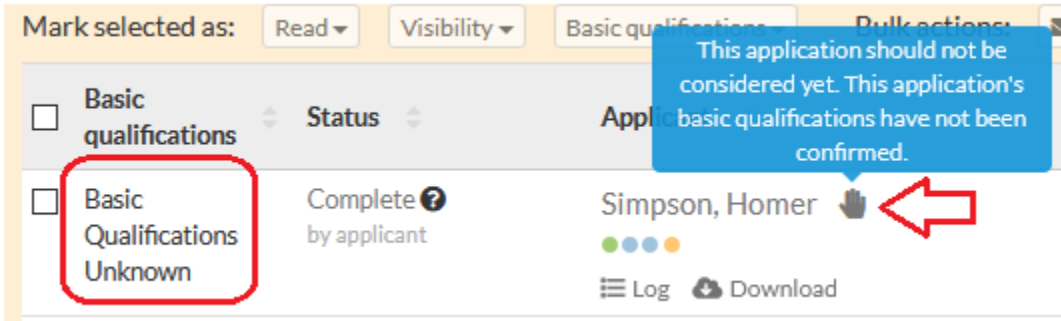 Mark selected as: Read Visibility Basic qualifications Bulk actions:
This application should not be
considered yet. This application's
basic qualifications have not been
confirmed.
Basic
qualifications
Status
Basic
Qualifications
Unknown
Complete
by applicant
Simpson, Homer
Log Download